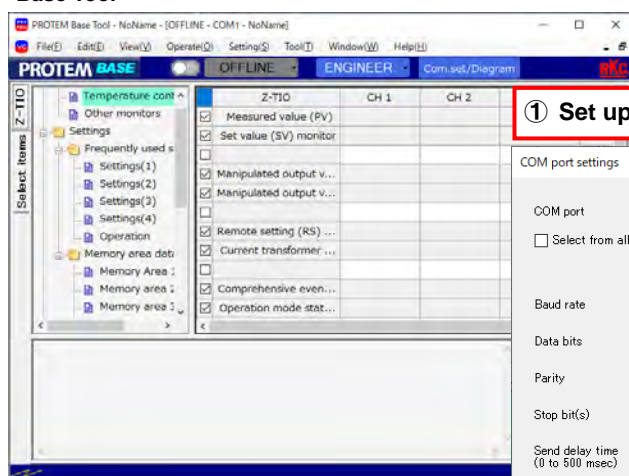 Base Tool
PROTEM Base Tool - NoName - [OFFLINE - COM1 - NoName]
File(F) Edit(E) View(V) Operate(O) Setting(S) Tool(T) Window(W) Help(H)
PROTEM BASE OFFLINE ENGINEER Com.set/Diagram RKC
Z-TIO
Select items
Temperature cont
Other monitors
Settings
Frequently used s
Settings(1)
Settings(2)
Settings(3)
Settings(4)
Operation
Memory area data
Memory Area
Memory area
Memory area
Z-TIO CH 1 CH 2
Measured value (PV)
Set value (SV) monitor
Manipulated output v...
Manipulated output v...
Remote setting (RS) ...
Current transformer ...
Comprehensive even...
Operation mode stat...
① Set up
COM port settings
COM port
Select from all
Baud rate
Data bits
Parity
Stop bit(s)
Send delay time
(0 to 500 msec)